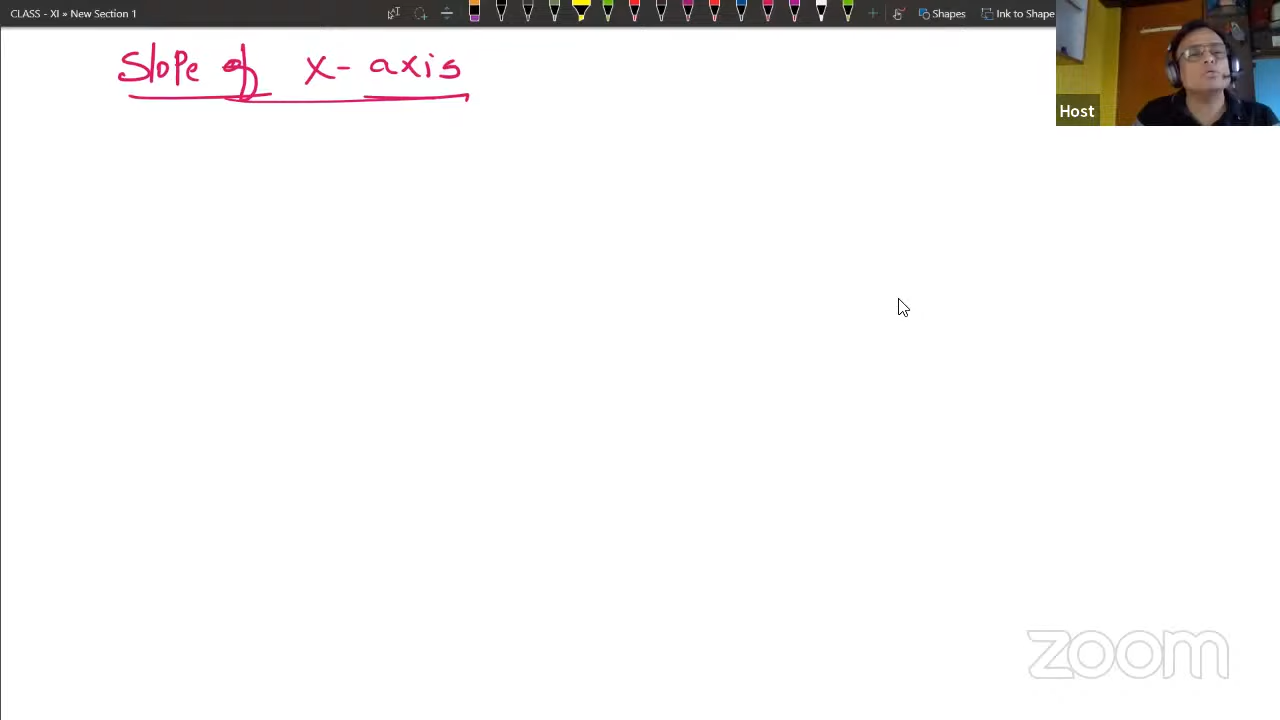 CLASS - XI » New Section 1
Shapes
Ink to Shape
Slope of x-axis
Host
zoom